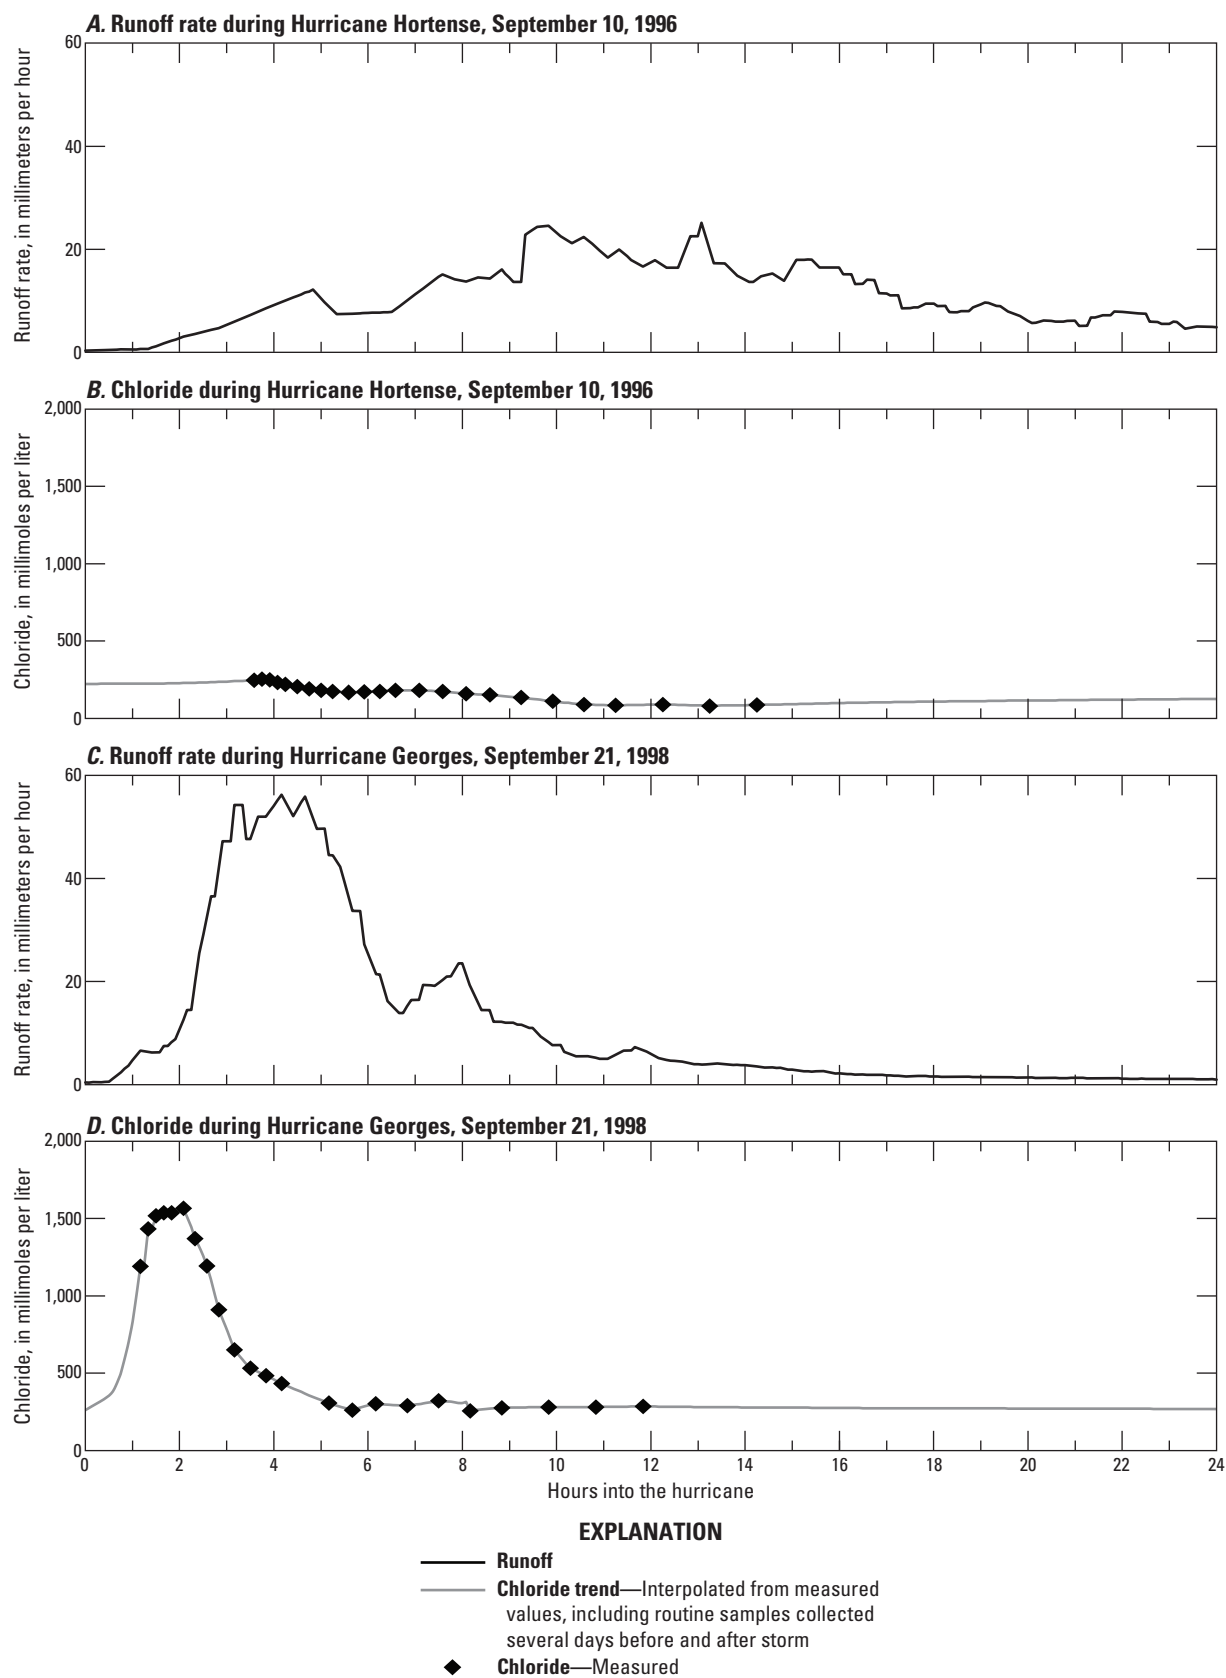 A. Runoff rate during Hurricane Hortense, September 10, 1996
Runoff rate, in millimeters per hour
60
40
20
0
B. Chloride during Hurricane Hortense, September 10, 1996
Chloride, in millimoles per liter
2,000
1,500
1,000
500
0
C. Runoff rate during Hurricane Georges, September 21, 1998
Runoff rate, in millimeters per hour
60
40
20
0
D. Chloride during Hurricane Georges, September 21, 1998
Chloride, in millimoles per liter
2,000
1,500
1,000
500
0
0 2 4 6 8 10 12 14 16 18 20 22 24
Hours into the hurricane
EXPLANATION
Runoff
Chloride trend—Interpolated from measured
values, including routine samples collected
several days before and after storm
Chloride—Measured